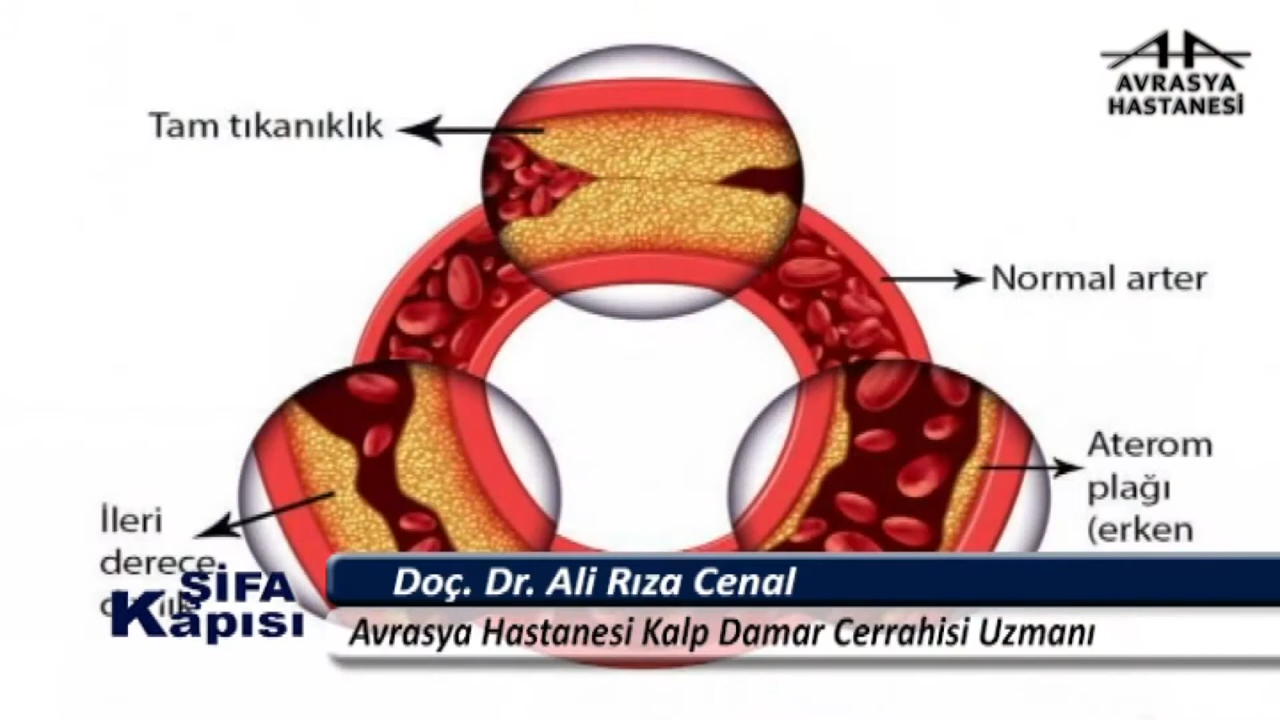 AVRASYA
HASTANESİ
Tam tıkanıklık
Normal arter
Aterom
plağı
(erken
İleri
derece
ŞİFA
Kapısı
Doç. Dr. Ali Rıza Cenal
Avrasya Hastanesi Kalp Damar Cerrahisi Uzmanı